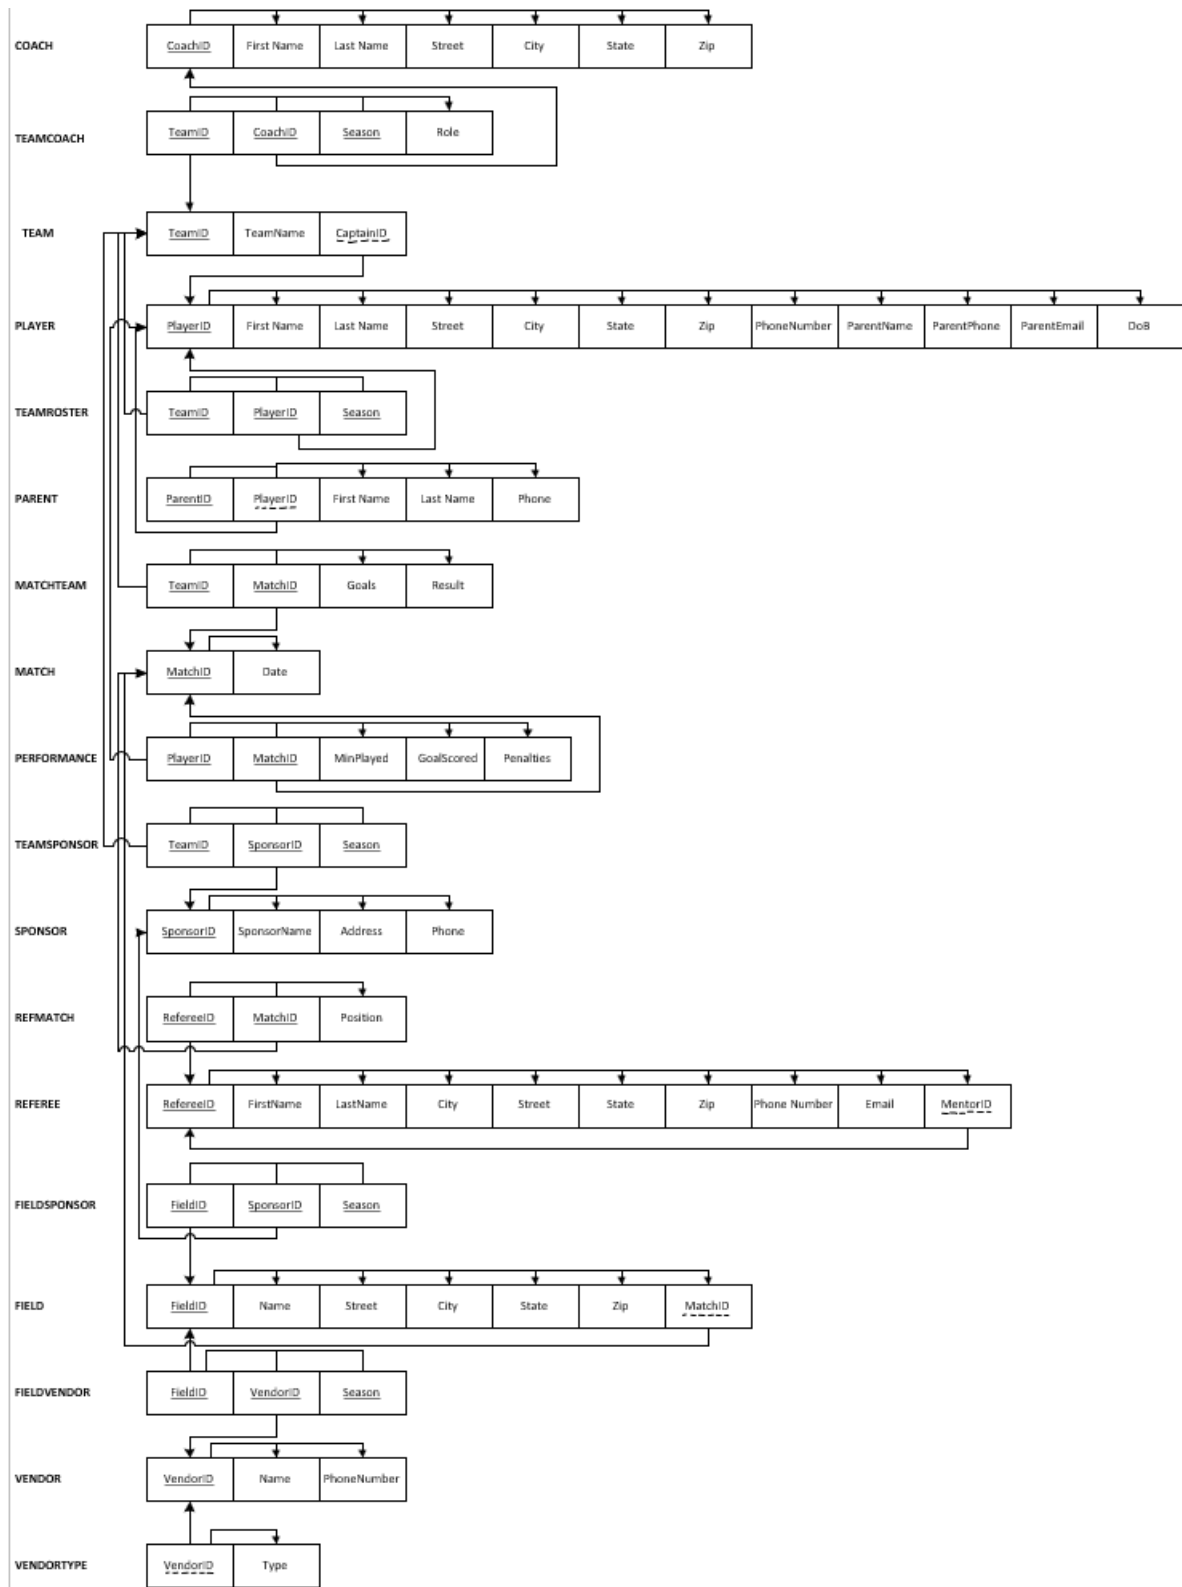 COACH CoachID First Name Last Name Street City State Zip
TEAMCOACH TeamID CoachID Season Role
TEAM TeamID TeamName CaptainID
PLAYER PlayerID First Name Last Name Street City State Zip PhoneNumber ParentName ParentPhone ParentEmail DoB
TEAMROSTER TeamID PlayerID Season
PARENT ParentID PlayerID First Name Last Name Phone
MATCHTEAM TeamID MatchID Goals Result
MATCH MatchID Date
PERFORMANCE PlayerID MatchID MinPlayed GoalScored Penalties
TEAMSPONSOR TeamID SponsorID Season
SPONSOR SponsorID SponsorName Address Phone
REFMATCH RefereeID MatchID Position
REFEREE RefereeID FirstName LastName City Street State Zip Phone Number Email MentorID
FIELDSPONSOR FieldID SponsorID Season
FIELD FieldID Name Street City State Zip MatchID
FIELDVENDOR FieldID VendorID Season
VENDOR VendorID Name PhoneNumber
VENDORTYPE VendorID Type